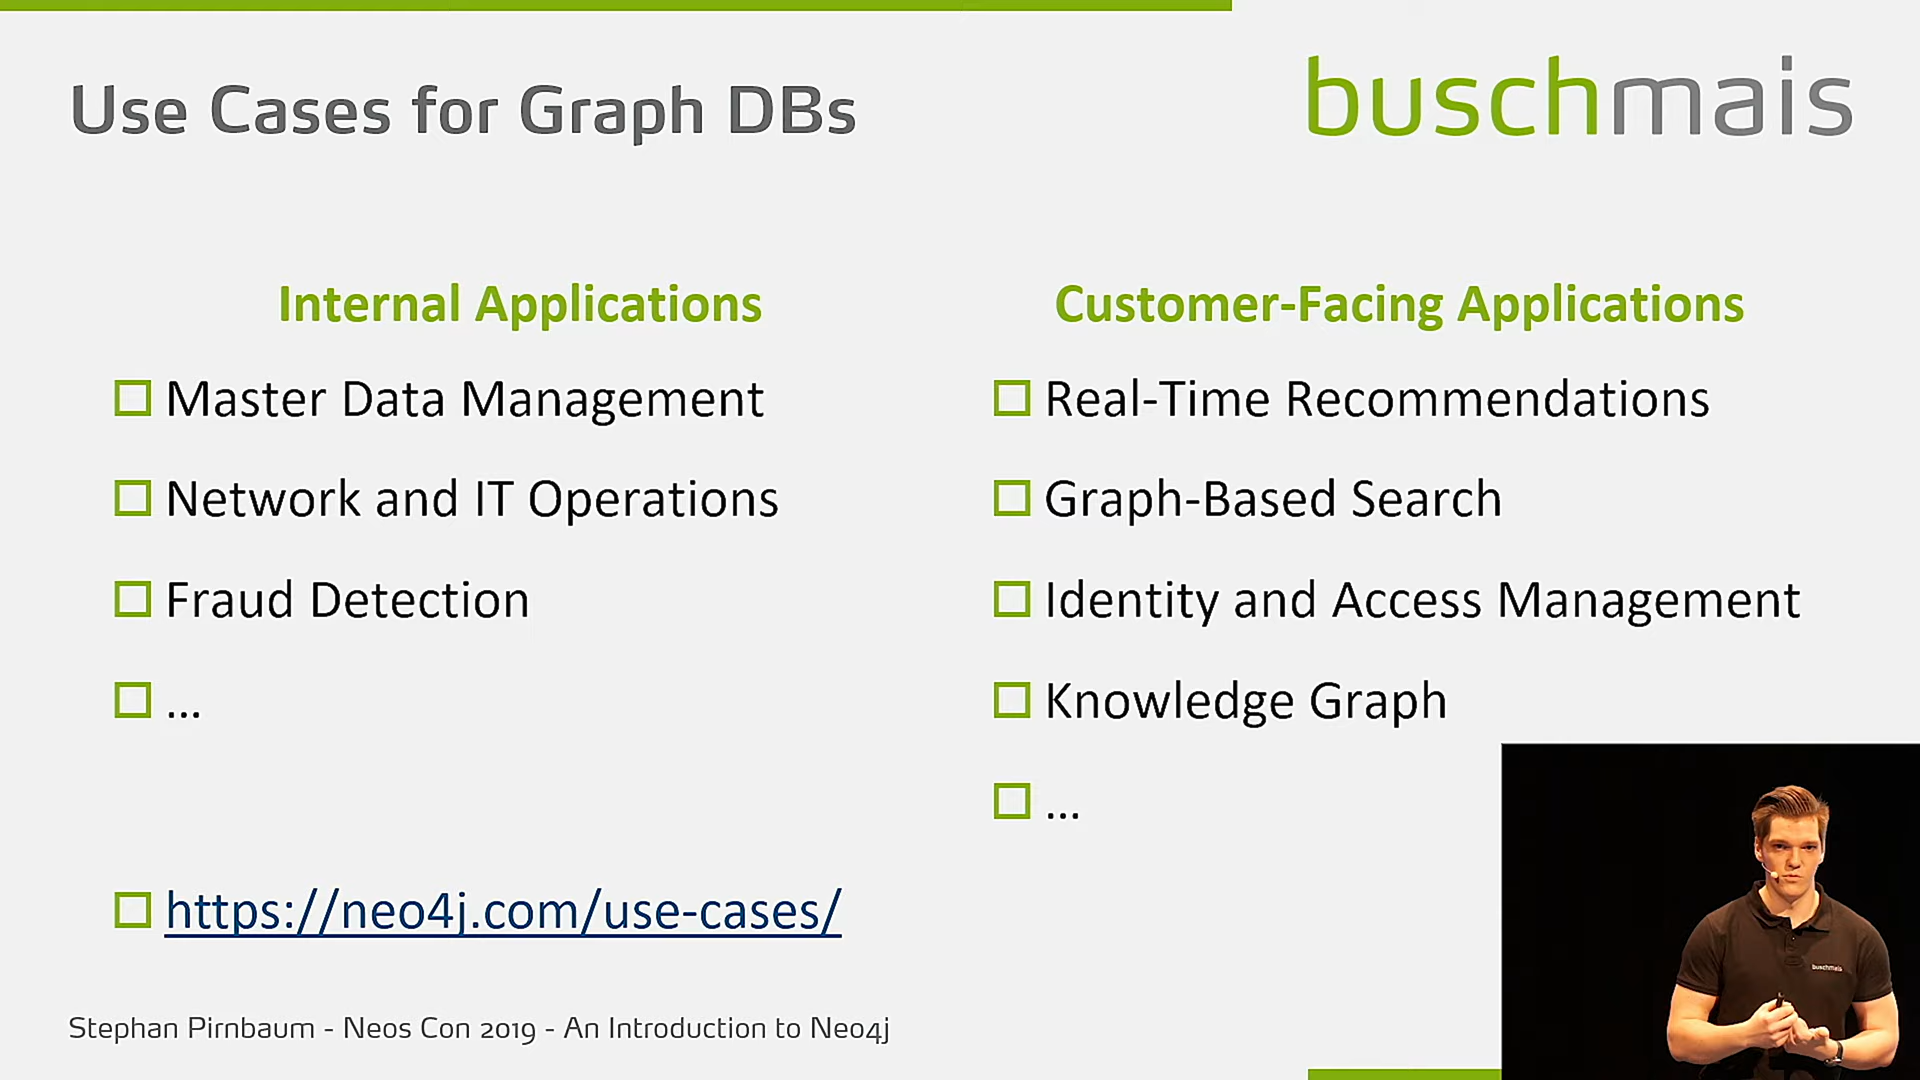 Use Cases for Graph DBs
buschmais
Internal Applications
Master Data Management
Network and IT Operations
Fraud Detection
...
https://neo4j.com/use-cases/
Customer-Facing Applications
Real-Time Recommendations
Graph-Based Search
Identity and Access Management
Knowledge Graph
...
buschmais
Stephan Pirnbaum - Neos Con 2019 - An Introduction to Neo4j